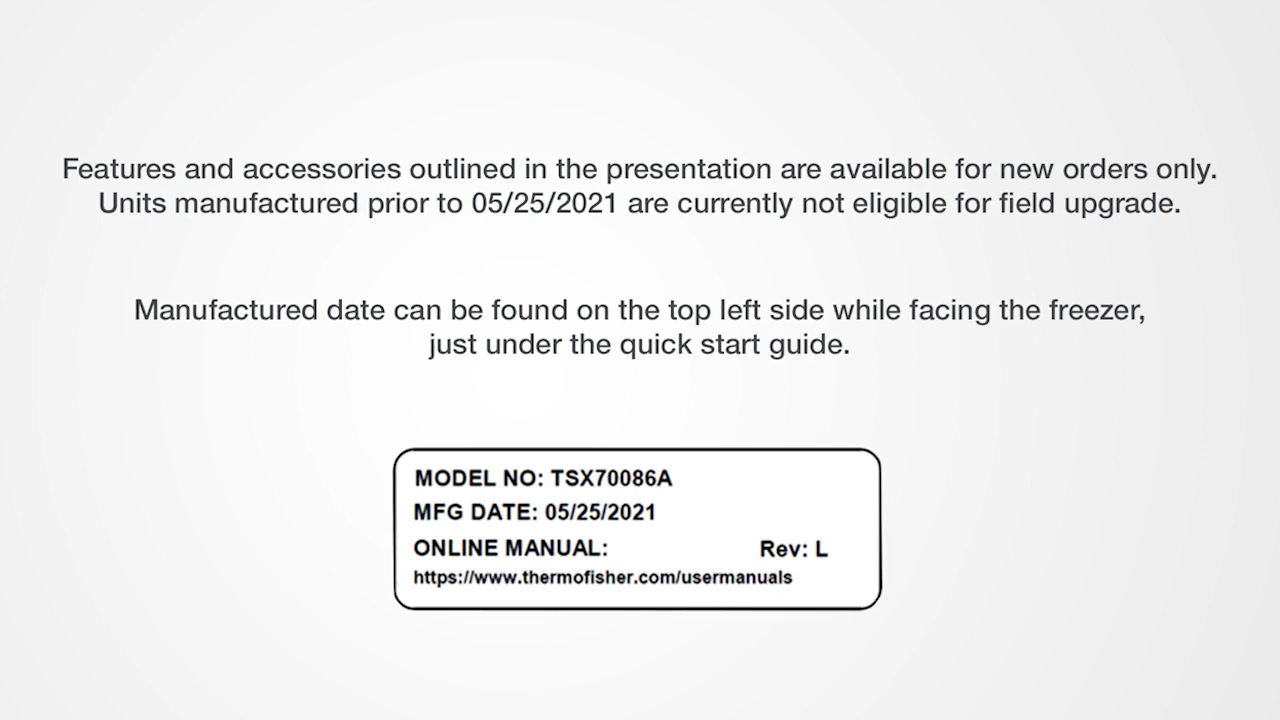 Features and accessories outlined in the presentation are available for new orders only.
Units manufactured prior to 05/25/2021 are currently not eligible for field upgrade.
Manufactured date can be found on the top left side while facing the freezer,
just under the quick start guide.
MODEL NO: TSX70086A
MFG DATE: 05/25/2021
ONLINE MANUAL: Rev: L
https://www.thermofisher.com/usermanuals